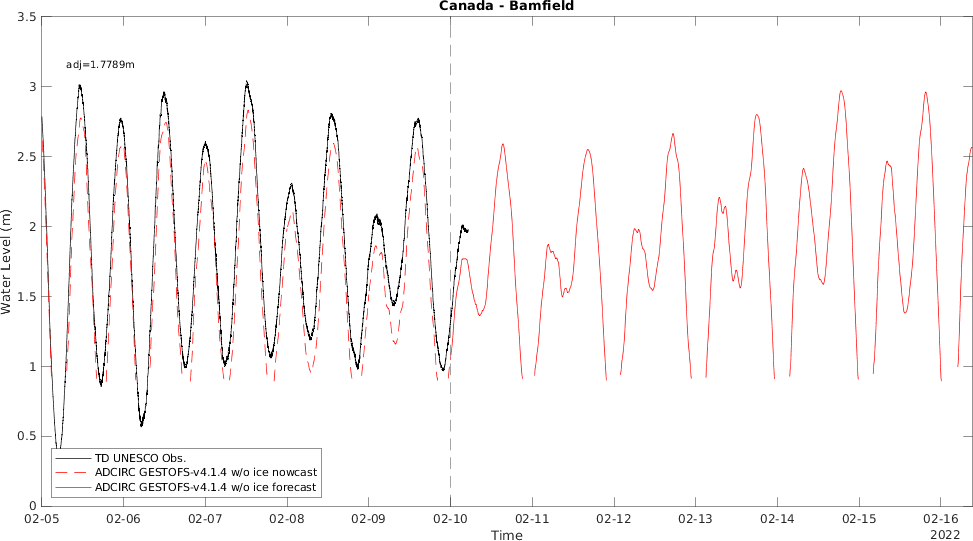 Canada - Bamfield
3.5
adj=1.7789m
3
2.5
2
1.5
1
0.5
0
Water Level (m)
TD UNESCO Obs.
ADCIRC GESTOFS-v4.1.4 w/o ice nowcast
ADCIRC GESTOFS-v4.1.4 w/o ice forecast
02-05 02-06 02-07 02-08 02-09 02-10 02-11 02-12 02-13 02-14 02-15 02-16
Time
2022